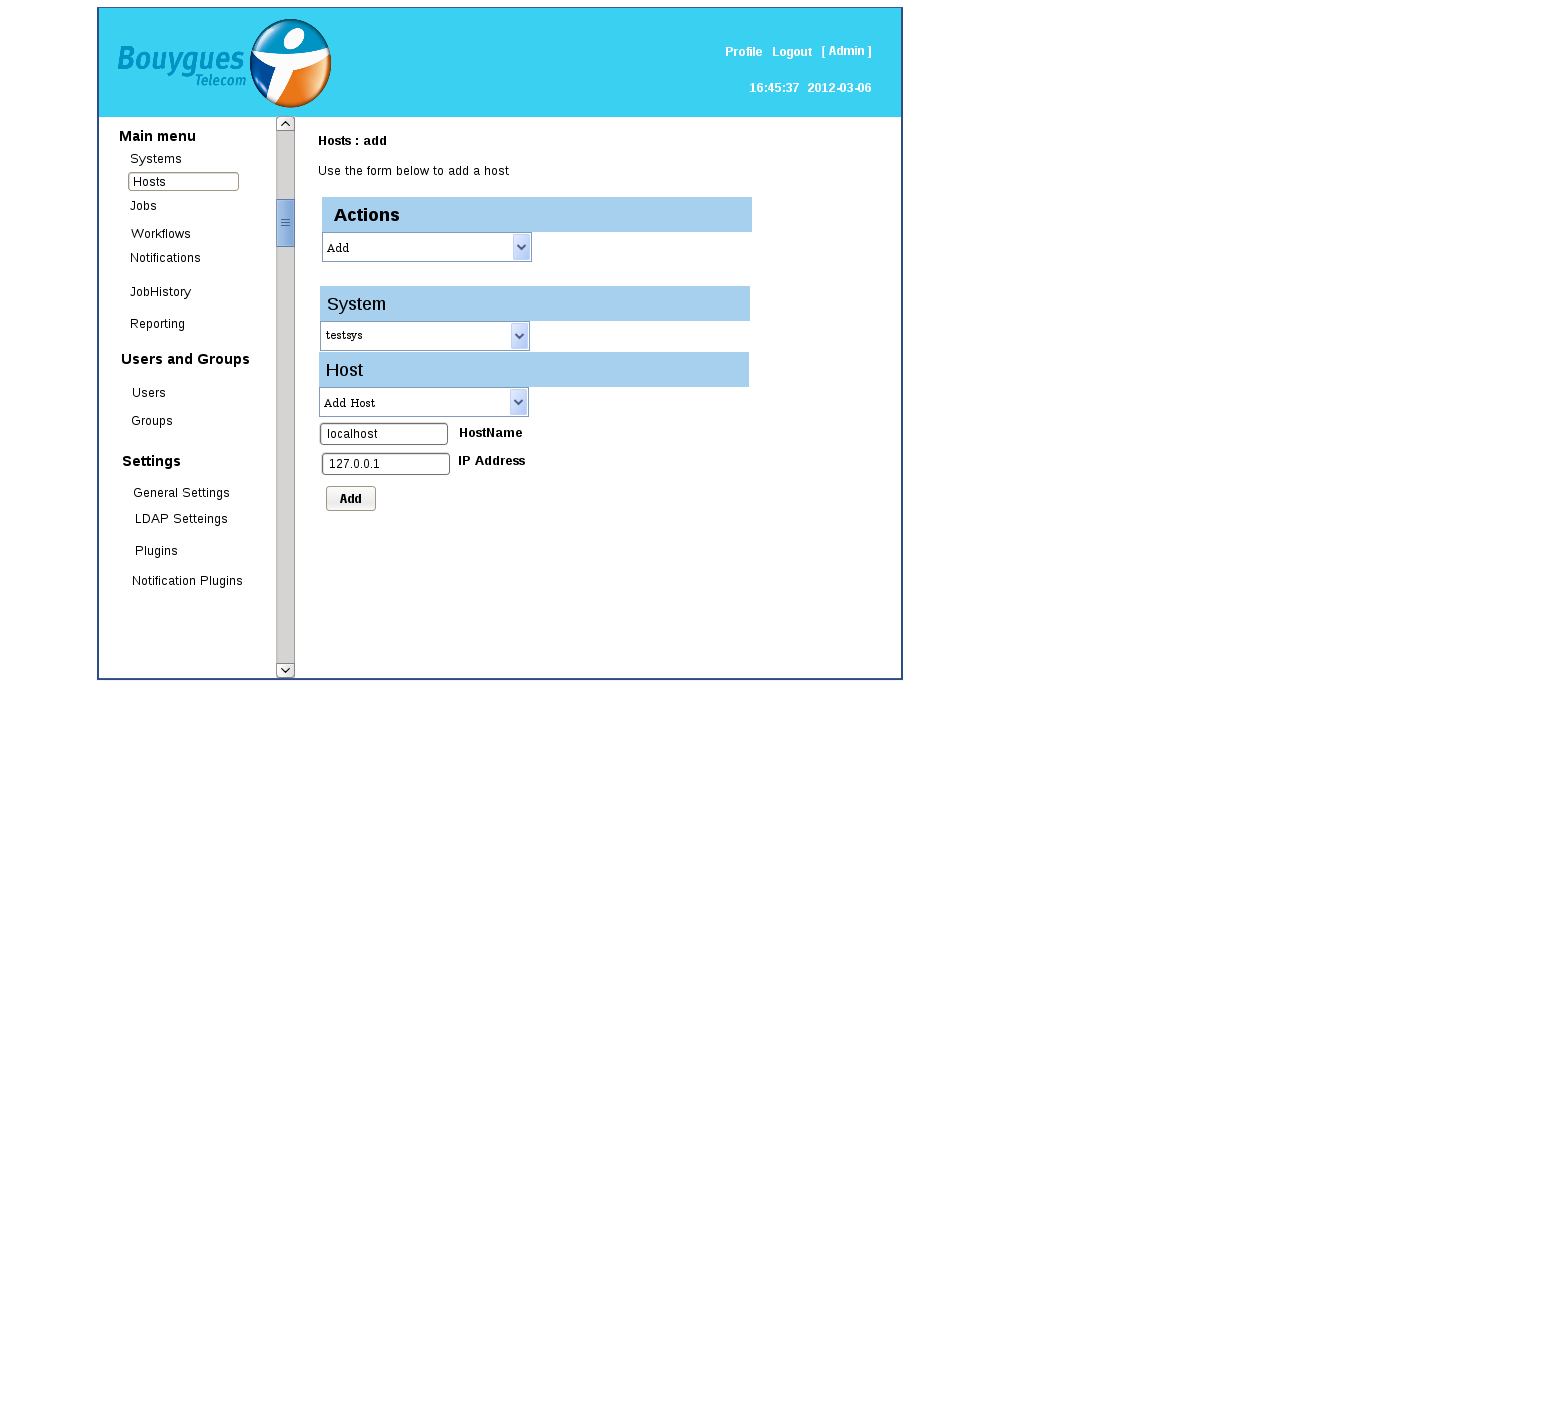 Bouygues
Telecom
Profile Logout [ Admin ]
16:45:37 2012-03-06
Main menu
Systems
Hosts
Jobs
Workflows
Notifications
JobHistory
Reporting
Users and Groups
Users
Groups
Settings
General Settings
LDAP Setteings
Plugins
Notification Plugins
Hosts : add
Use the form below to add a host
Actions
Add
System
testsys
Host
Add Host
localhost HostName
127.0.0.1 IP Address
Add